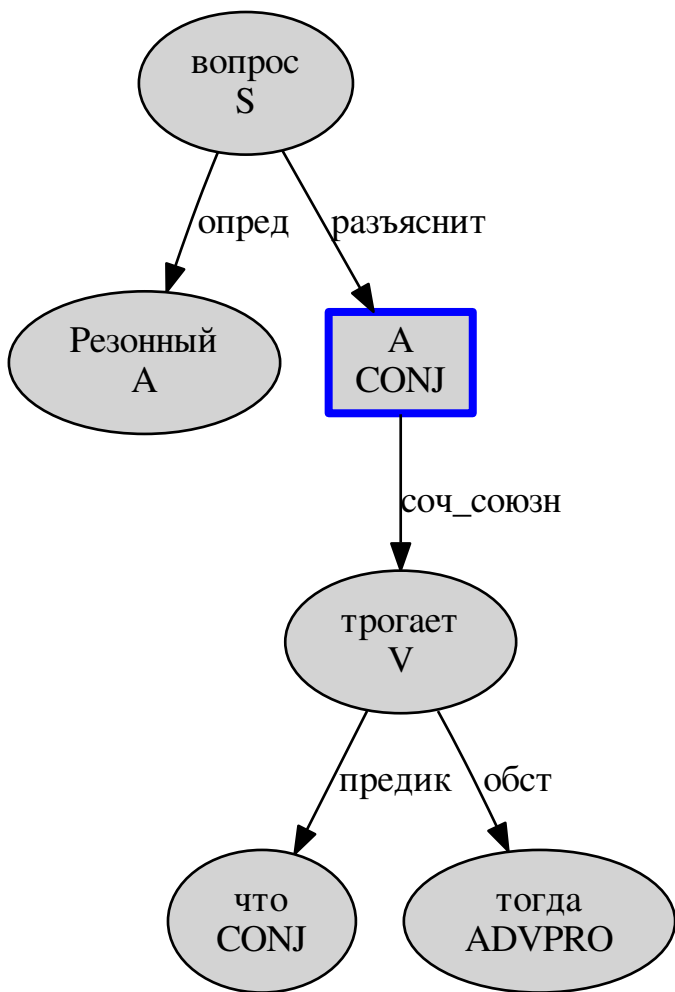 вопрос
S
опред
разъяснит
Резонный
A
А
CONJ
соч_союзн
трогает
V
предик
обст
что
CONJ
тогда
ADVPRO